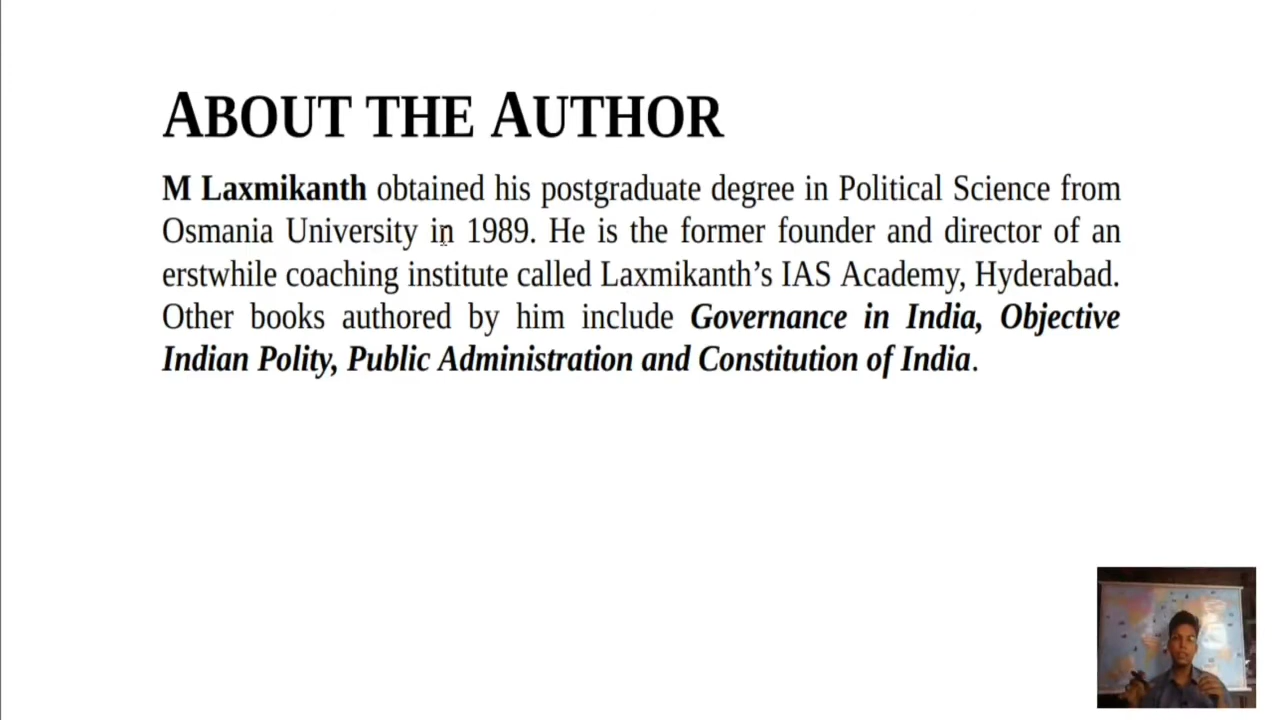 ABOUT THE AUTHOR
M Laxmikanth obtained his postgraduate degree in Political Science from
Osmania University in 1989. He is the former founder and director of an
erstwhile coaching institute called Laxmikanth’s IAS Academy, Hyderabad.
Other books authored by him include Governance in India, Objective
Indian Polity, Public Administration and Constitution of India.